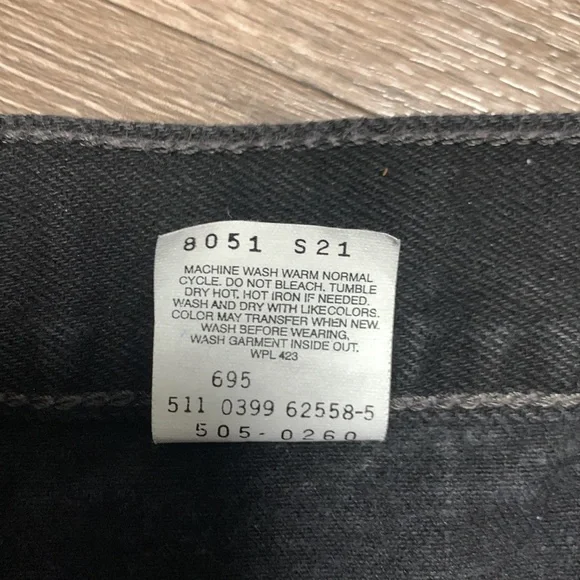 8051 S21
MACHINE WASH WARM NORMAL
CYCLE. DO NOT BLEACH. TUMBLE
DRY HOT. HOT IRON IF NEEDED.
WASH AND DRY WITH LIKE COLORS.
COLOR MAY TRANSFER WHEN NEW.
WASH BEFORE WEARING,
WASH GARMENT INSIDE OUT.
WPL 423
695
511 0399 62558-5
505-0260